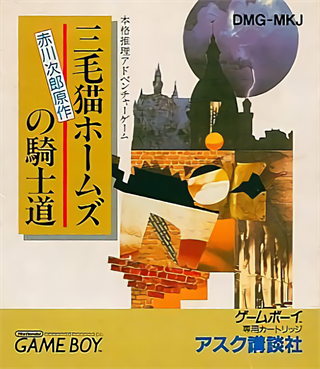 DMG-MKJ
本格推理アドベンチャーゲーム
赤川次郎原作
三毛猫ホームズ
の騎士道
Nintendo
GAME BOY
TM
ゲームボーイ
専用カートリッジ
アスク講談社